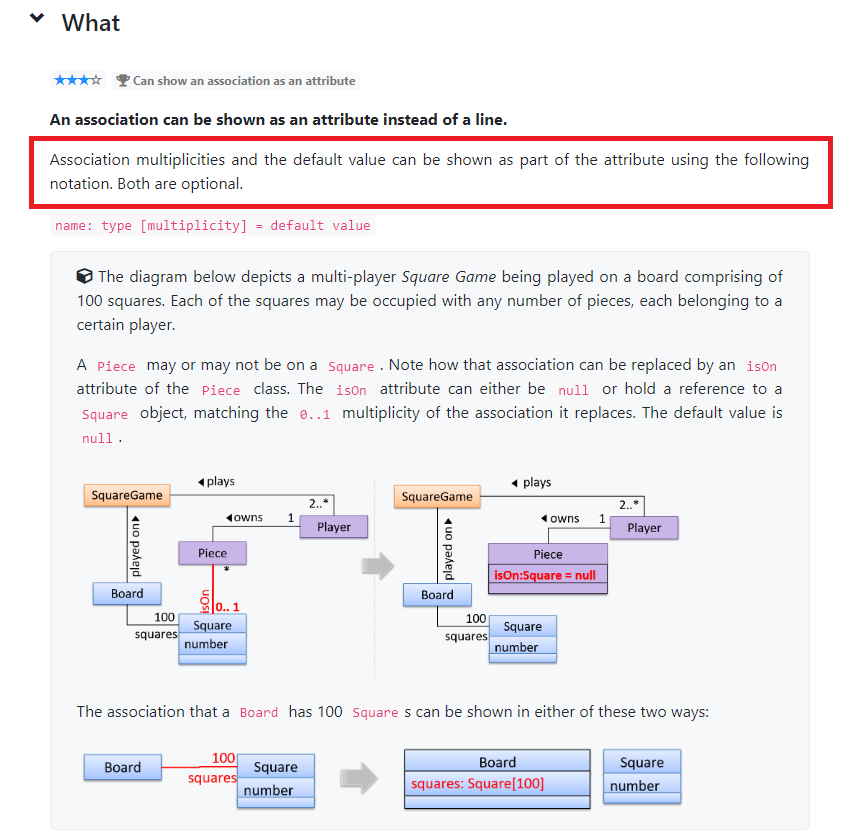 What
★★★☆ 🏆 Can show an association as an attribute
An association can be shown as an attribute instead of a line.
Association multiplicities and the default value can be shown as part of the attribute using the following
notation. Both are optional.
name: type [multiplicity] = default value
The diagram below depicts a multi-player Square Game being played on a board comprising of
100 squares. Each of the squares may be occupied with any number of pieces, each belonging to a
certain player.
A Piece may or may not be on a Square . Note how that association can be replaced by an isOn
attribute of the Piece class. The isOn attribute can either be null or hold a reference to a
Square object, matching the 0..1 multiplicity of the association it replaces. The default value is
null .
◀plays
SquareGame
2..*
◀owns 1
Player
played on▶
Piece
*
isOn
0.. 1
Board
100
squares
Square
number
◀ plays
SquareGame
2..*
◀owns 1
Player
played on▶
Piece
isOn:Square = null
Board
100
squares
Square
number
The association that a Board has 100 Square s can be shown in either of these two ways:
Board
100
squares
Square
number
Board
squares: Square[100]
Square
number